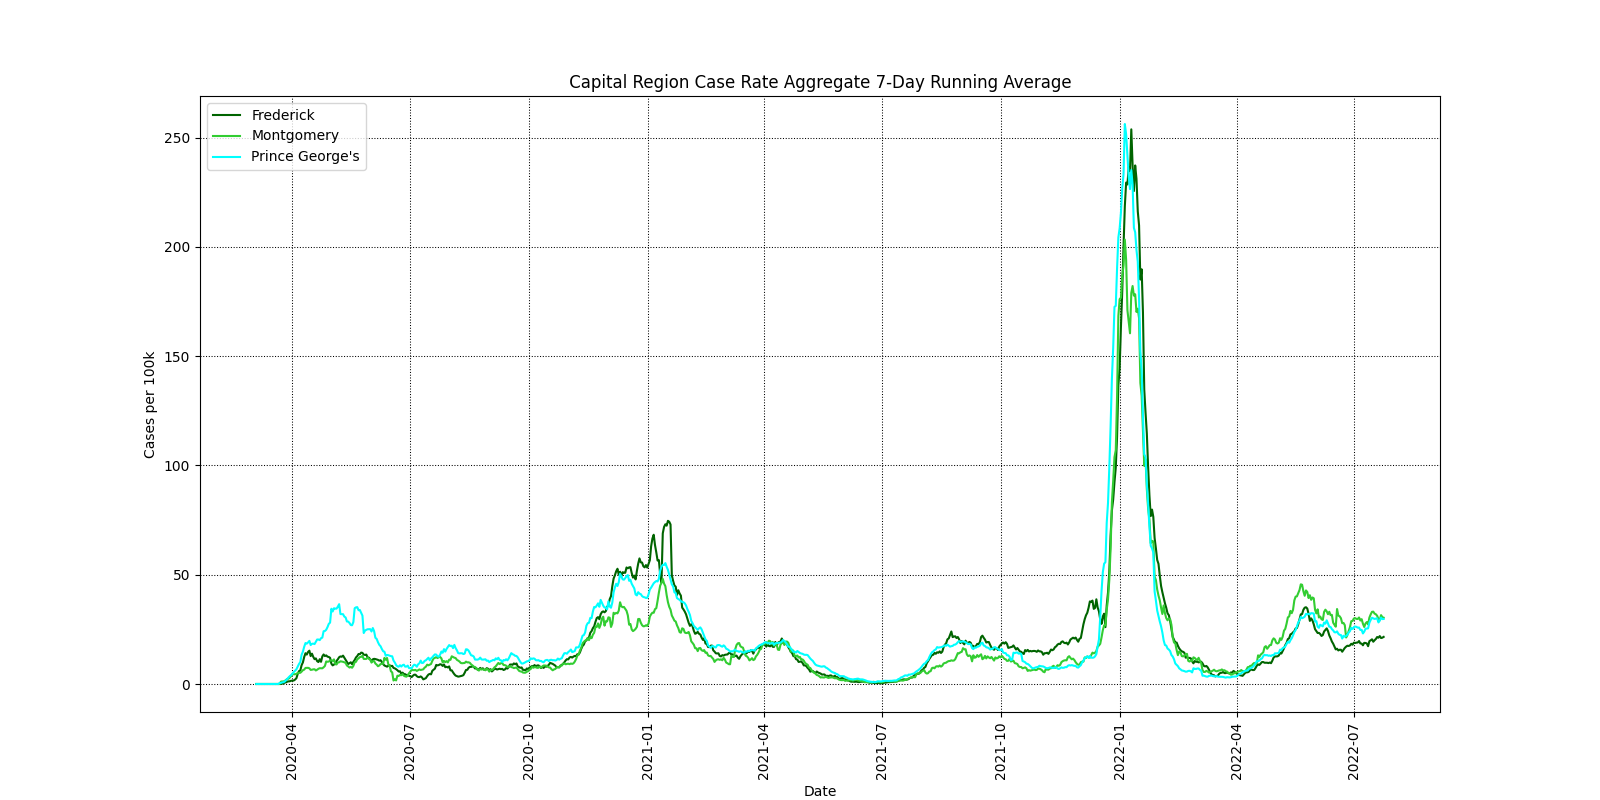 Capital Region Case Rate Aggregate 7-Day Running Average
Frederick
Montgomery
Prince George's
250
200
150
100
50
0
Cases per 100k
2020-04
2020-07
2020-10
2021-01
2021-04
2021-07
2021-10
2022-01
2022-04
2022-07
Date